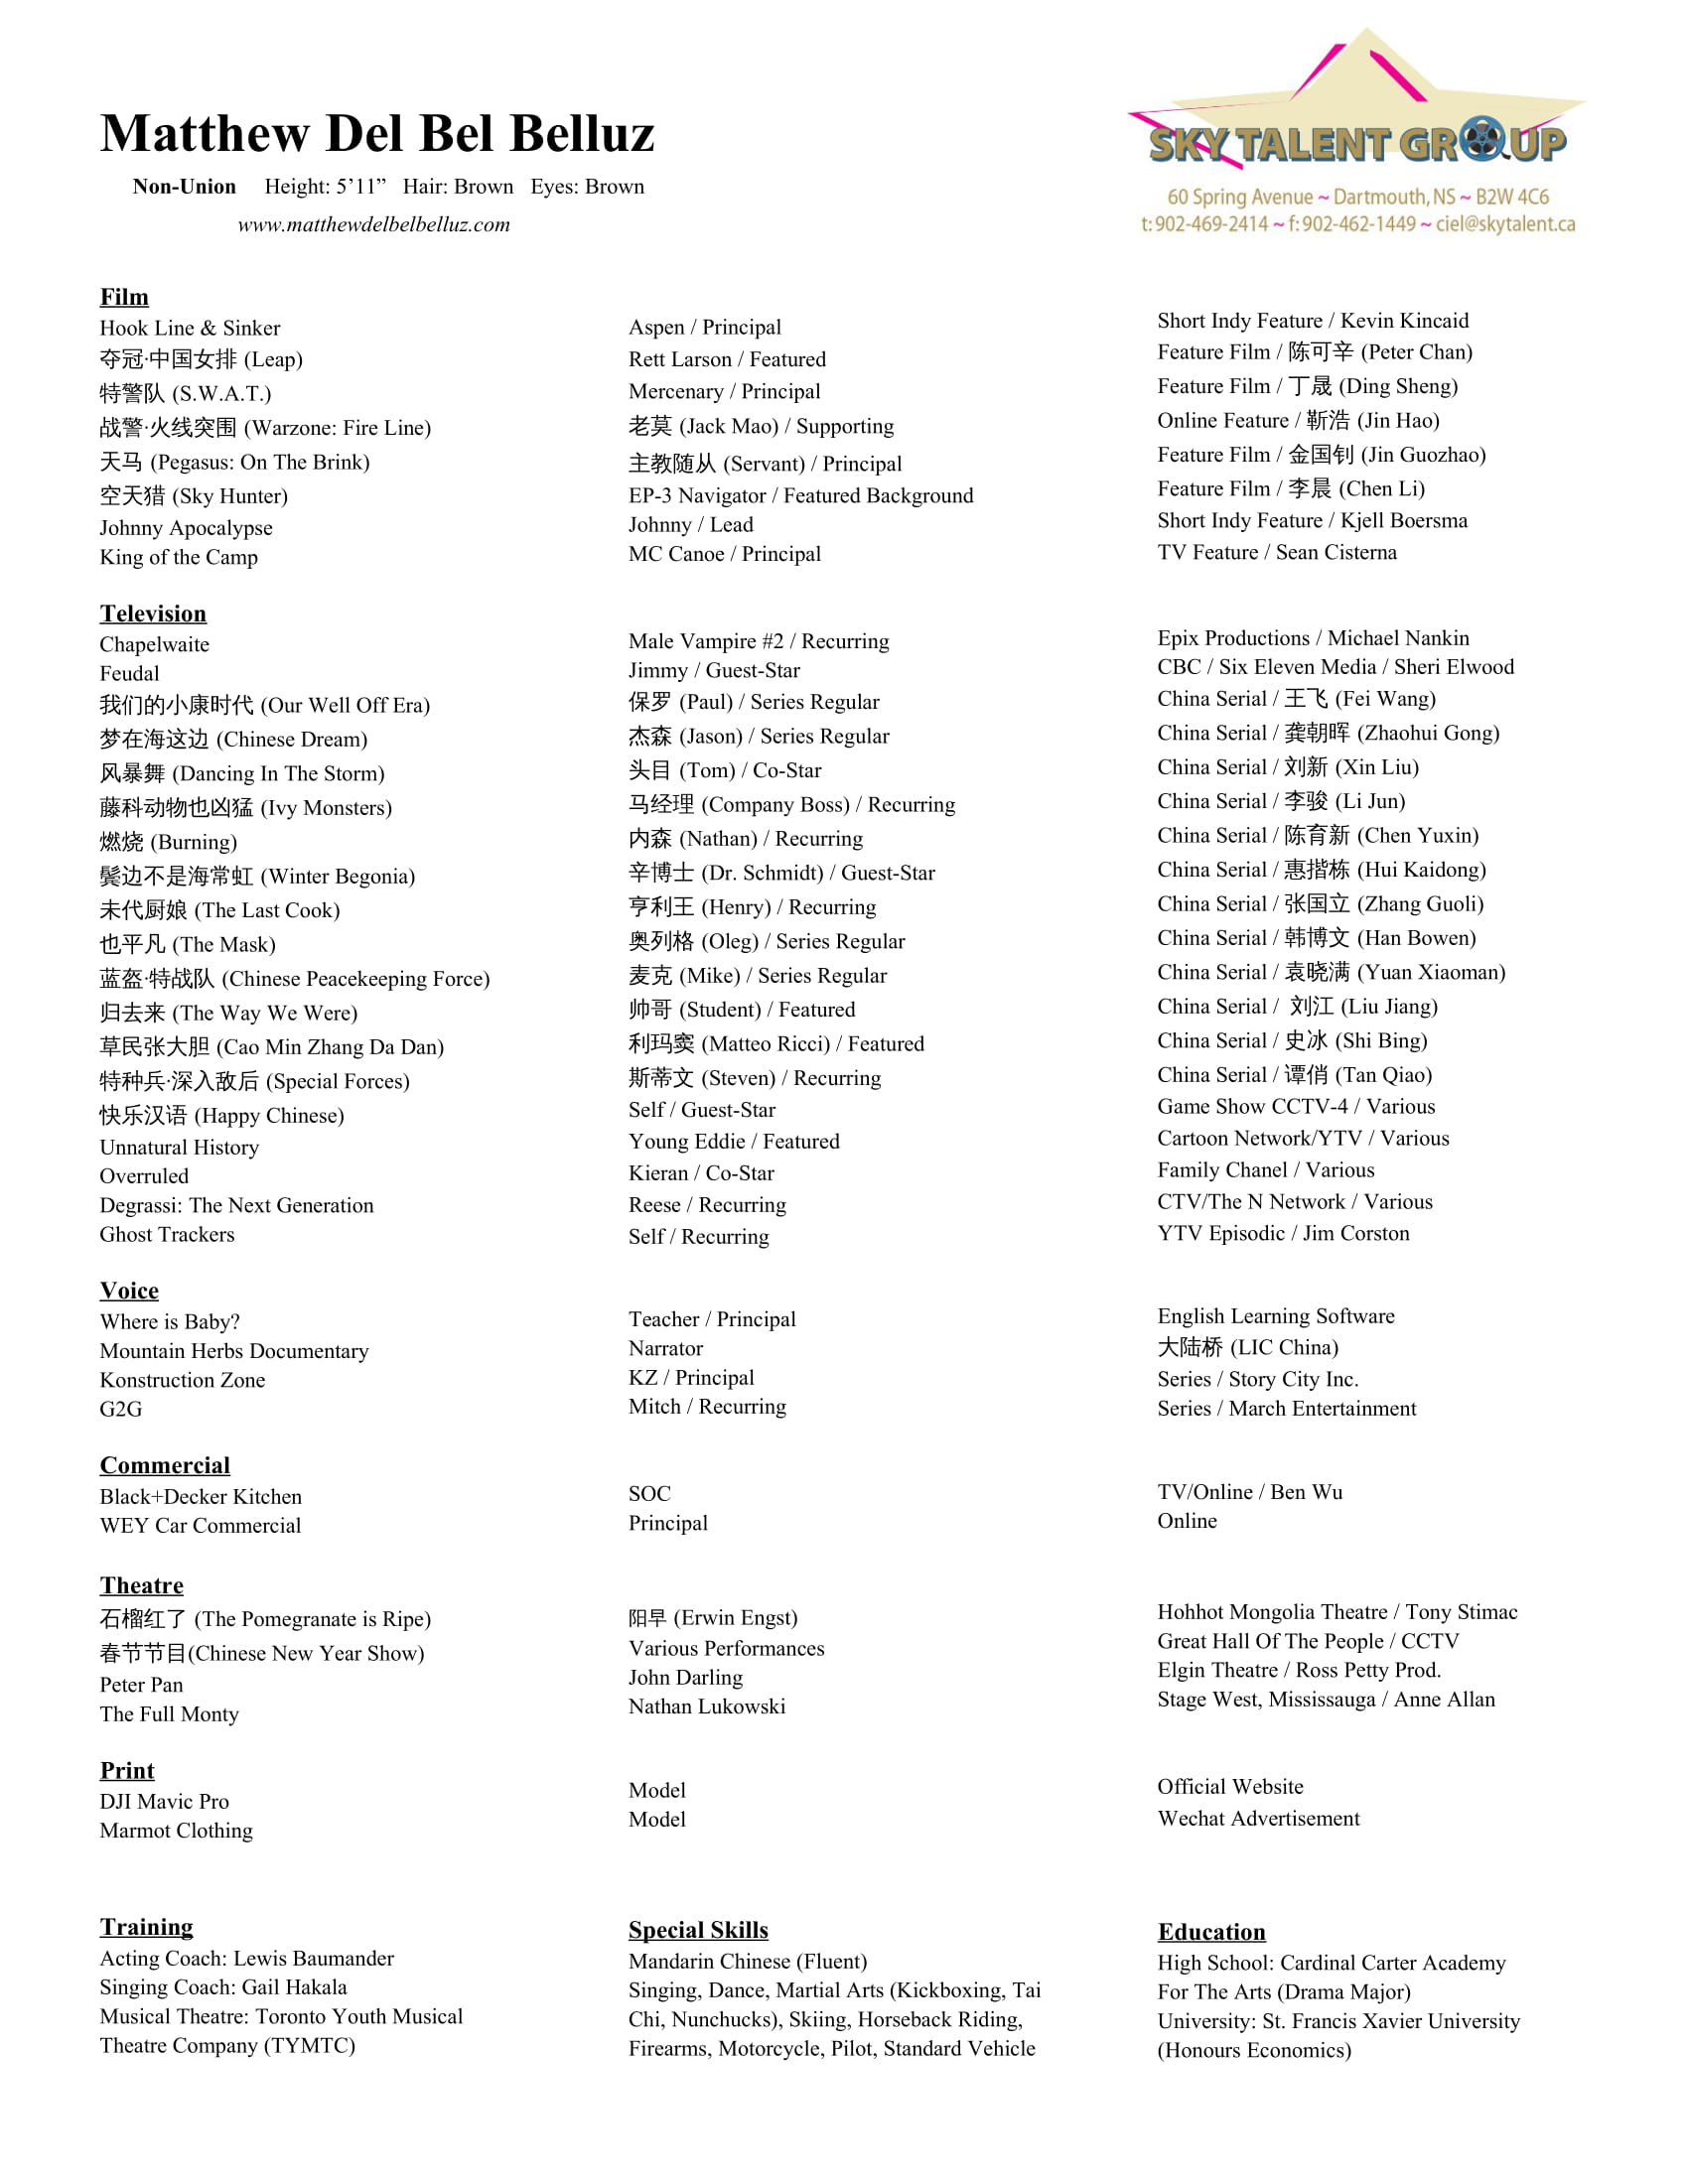 Matthew Del Bel Belluz
Non-Union Height: 5’11” Hair: Brown Eyes: Brown
www.matthewdelbelbelluz.com
SKY TALENT GROUP
60 Spring Avenue ~ Dartmouth, NS ~ B2W 4C6
t: 902-469-2414 ~ f: 902-462-1449 ~ ciel@skytalent.ca
Film
Hook Line & Sinker Aspen / Principal Short Indy Feature / Kevin Kincaid
夺冠·中国女排 (Leap) Rett Larson / Featured Feature Film / 陈可辛 (Peter Chan)
特警队 (S.W.A.T.) Mercenary / Principal Feature Film / 丁晟 (Ding Sheng)
战警·火线突围 (Warzone: Fire Line) 老莫 (Jack Mao) / Supporting Online Feature / 靳浩 (Jin Hao)
天马 (Pegasus: On The Brink) 主教随从 (Servant) / Principal Feature Film / 金国钊 (Jin Guozhao)
空天猎 (Sky Hunter) EP-3 Navigator / Featured Background Feature Film / 李晨 (Chen Li)
Johnny Apocalypse Johnny / Lead Short Indy Feature / Kjell Boersma
King of the Camp MC Canoe / Principal TV Feature / Sean Cisterna
Television
Chapelwaite Male Vampire #2 / Recurring Epix Productions / Michael Nankin
Feudal Jimmy / Guest-Star CBC / Six Eleven Media / Sheri Elwood
我们的小康时代 (Our Well Off Era) 保罗 (Paul) / Series Regular China Serial / 王飞 (Fei Wang)
梦在海这边 (Chinese Dream) 杰森 (Jason) / Series Regular China Serial / 龚朝晖 (Zhaohui Gong)
风暴舞 (Dancing In The Storm) 头目 (Tom) / Co-Star China Serial / 刘新 (Xin Liu)
藤科动物也凶猛 (Ivy Monsters) 马经理 (Company Boss) / Recurring China Serial / 李骏 (Li Jun)
燃烧 (Burning) 内森 (Nathan) / Recurring China Serial / 陈育新 (Chen Yuxin)
鬓边不是海常虹 (Winter Begonia) 辛博士 (Dr. Schmidt) / Guest-Star China Serial / 惠揩栋 (Hui Kaidong)
未代厨娘 (The Last Cook) 亨利王 (Henry) / Recurring China Serial / 张国立 (Zhang Guoli)
也平凡 (The Mask) 奥列格 (Oleg) / Series Regular China Serial / 韩博文 (Han Bowen)
蓝盔·特战队 (Chinese Peacekeeping Force) 麦克 (Mike) / Series Regular China Serial / 袁晓满 (Yuan Xiaoman)
归去来 (The Way We Were) 帅哥 (Student) / Featured China Serial / 刘江 (Liu Jiang)
草民张大胆 (Cao Min Zhang Da Dan) 利玛窦 (Matteo Ricci) / Featured China Serial / 史冰 (Shi Bing)
特种兵·深入敌后 (Special Forces) 斯蒂文 (Steven) / Recurring China Serial / 谭俏 (Tan Qiao)
快乐汉语 (Happy Chinese) Self / Guest-Star Game Show CCTV-4 / Various
Unnatural History Young Eddie / Featured Cartoon Network/YTV / Various
Overruled Kieran / Co-Star Family Chanel / Various
Degrassi: The Next Generation Reese / Recurring CTV/The N Network / Various
Ghost Trackers Self / Recurring YTV Episodic / Jim Corston
Voice
Where is Baby? Teacher / Principal English Learning Software
Mountain Herbs Documentary Narrator 大陆桥 (LIC China)
Konstruction Zone KZ / Principal Series / Story City Inc.
G2G Mitch / Recurring Series / March Entertainment
Commercial
Black+Decker Kitchen SOC TV/Online / Ben Wu
WEY Car Commercial Principal Online
Theatre
石榴红了 (The Pomegranate is Ripe) 阳早 (Erwin Engst) Hohhot Mongolia Theatre / Tony Stimac
春节节目(Chinese New Year Show) Various Performances Great Hall Of The People / CCTV
Peter Pan John Darling Elgin Theatre / Ross Petty Prod.
The Full Monty Nathan Lukowski Stage West, Mississauga / Anne Allan
Print
DJI Mavic Pro Model Official Website
Marmot Clothing Model Wechat Advertisement
Training
Acting Coach: Lewis Baumander
Singing Coach: Gail Hakala
Musical Theatre: Toronto Youth Musical
Theatre Company (TYMTC)
Special Skills
Mandarin Chinese (Fluent)
Singing, Dance, Martial Arts (Kickboxing, Tai
Chi, Nunchucks), Skiing, Horseback Riding,
Firearms, Motorcycle, Pilot, Standard Vehicle
Education
High School: Cardinal Carter Academy
For The Arts (Drama Major)
University: St. Francis Xavier University
(Honours Economics)